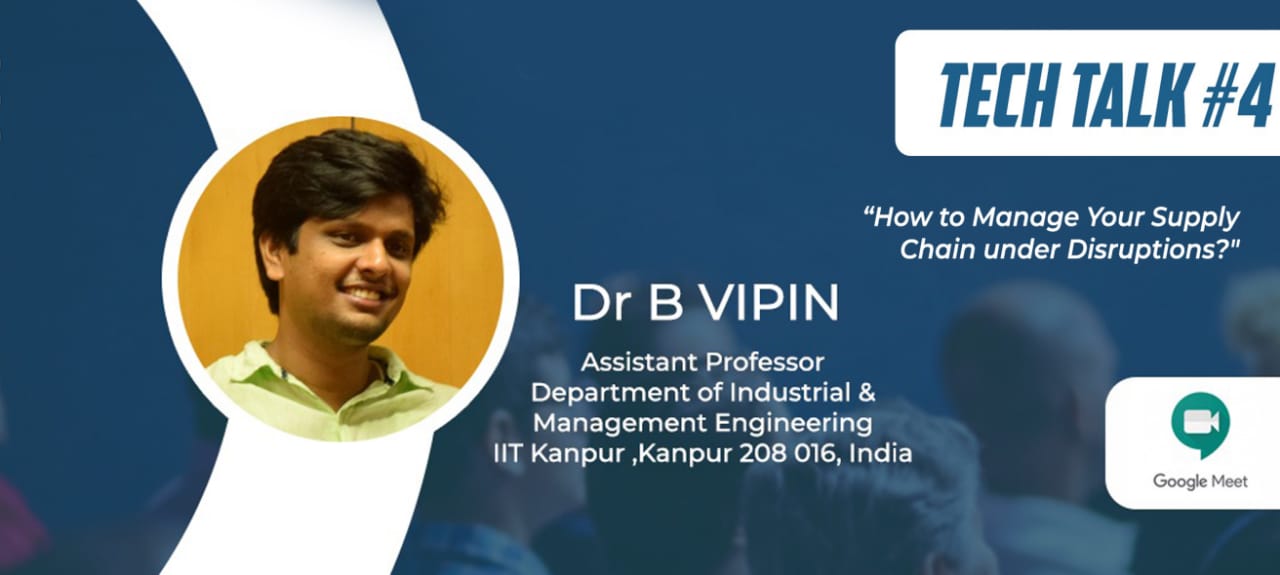 TECH TALK #4
“How to Manage Your Supply
Chain under Disruptions?"
Dr B VIPIN
Assistant Professor
Department of Industrial &
Management Engineering
IIT Kanpur ,Kanpur 208 016, India
Google Meet